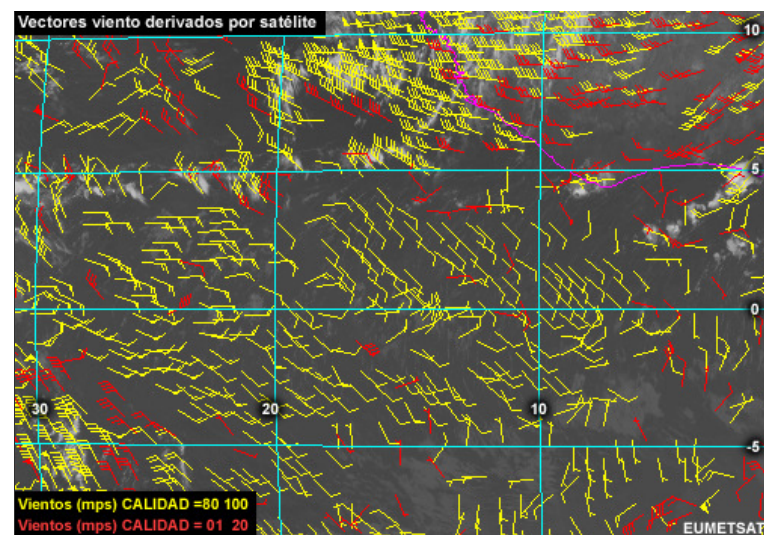 Vectores viento derivados por satélite
10
5
0
30
20
10
-5
Vientos (mps) CALIDAD =80 100
Vientos (mps) CALIDAD = 01 20
EUMETSAT